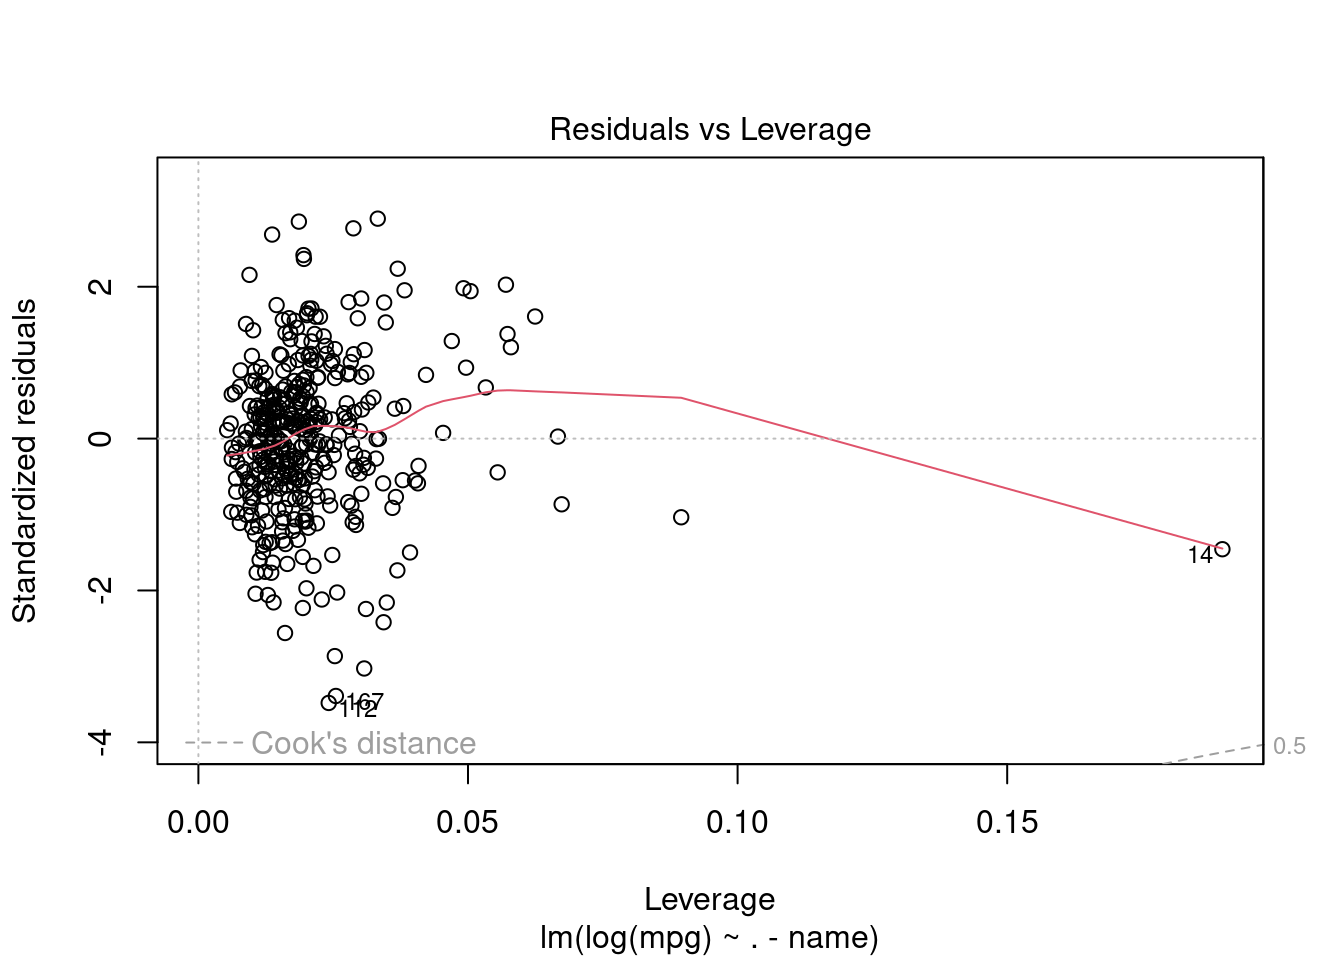 Residuals vs Leverage
Standardized residuals
2
0
-2
-4
14
167
112
Cook's distance
0.5
0.00 0.05 0.10 0.15
Leverage
lm(log(mpg) ~ . - name)